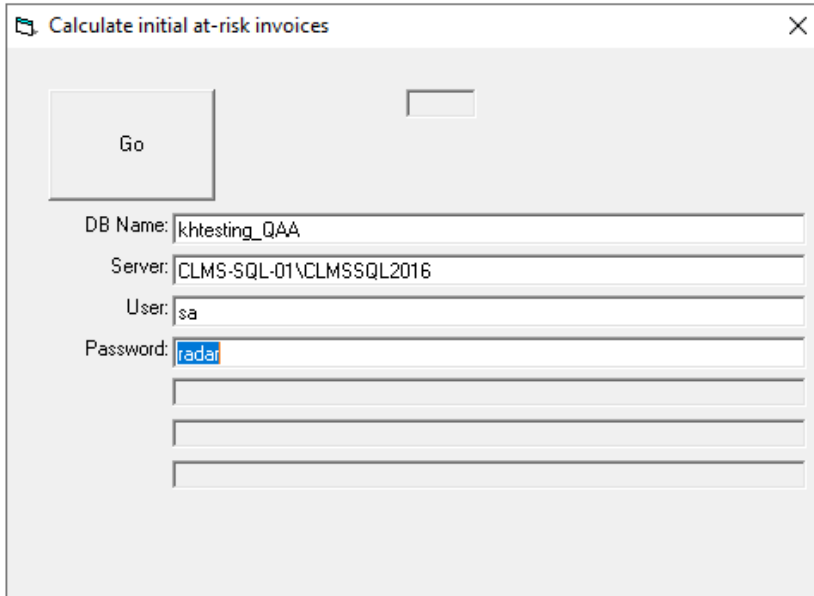 Calculate initial at-risk invoices
Go
DB Name: khtesting_QAA
Server: CLMS-SQL-01\CLMSSQL2016
User: sa
Password: radar